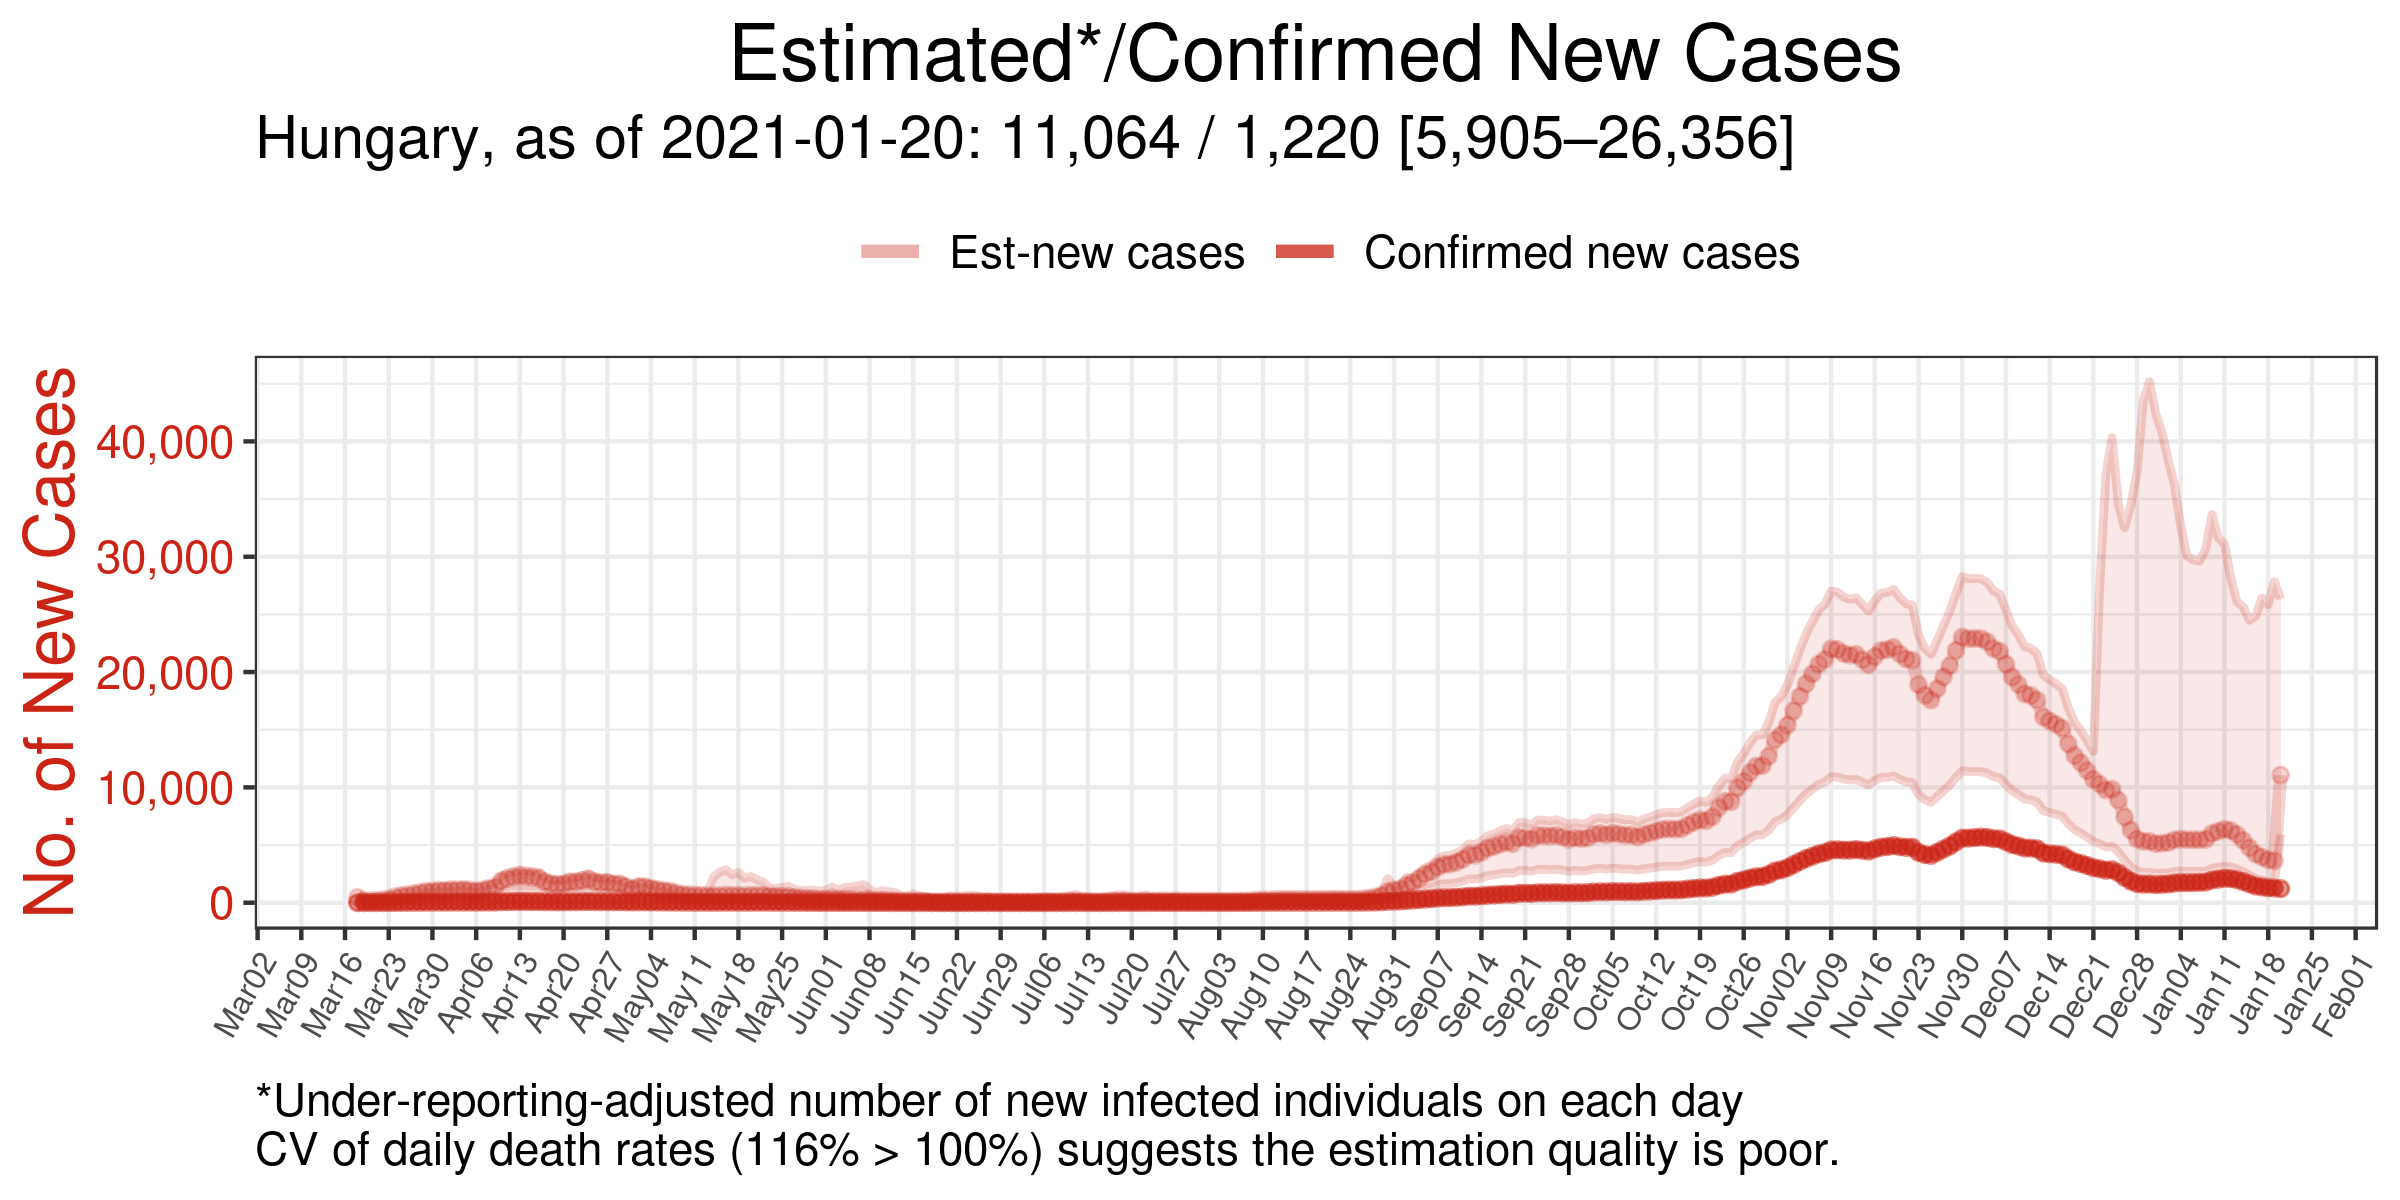 Estimated*/Confirmed New Cases
Hungary, as of 2021-01-20: 11,064 / 1,220 [5,905–26,356]
Est-new cases Confirmed new cases
No. of New Cases
40,000
30,000
20,000
10,000
0
Mar02 Mar09 Mar16 Mar23 Mar30 Apr06 Apr13 Apr20 Apr27 May04 May11 May18 May25 Jun01 Jun08 Jun15 Jun22 Jun29 Jul06 Jul13 Jul20 Jul27 Aug03 Aug10 Aug17 Aug24 Aug31 Sep07 Sep14 Sep21 Sep28 Oct05 Oct12 Oct19 Oct26 Nov02 Nov09 Nov16 Nov23 Nov30 Dec07 Dec14 Dec21 Dec28 Jan04 Jan11 Jan18 Jan25 Feb01
*Under-reporting-adjusted number of new infected individuals on each day
CV of daily death rates (116% > 100%) suggests the estimation quality is poor.